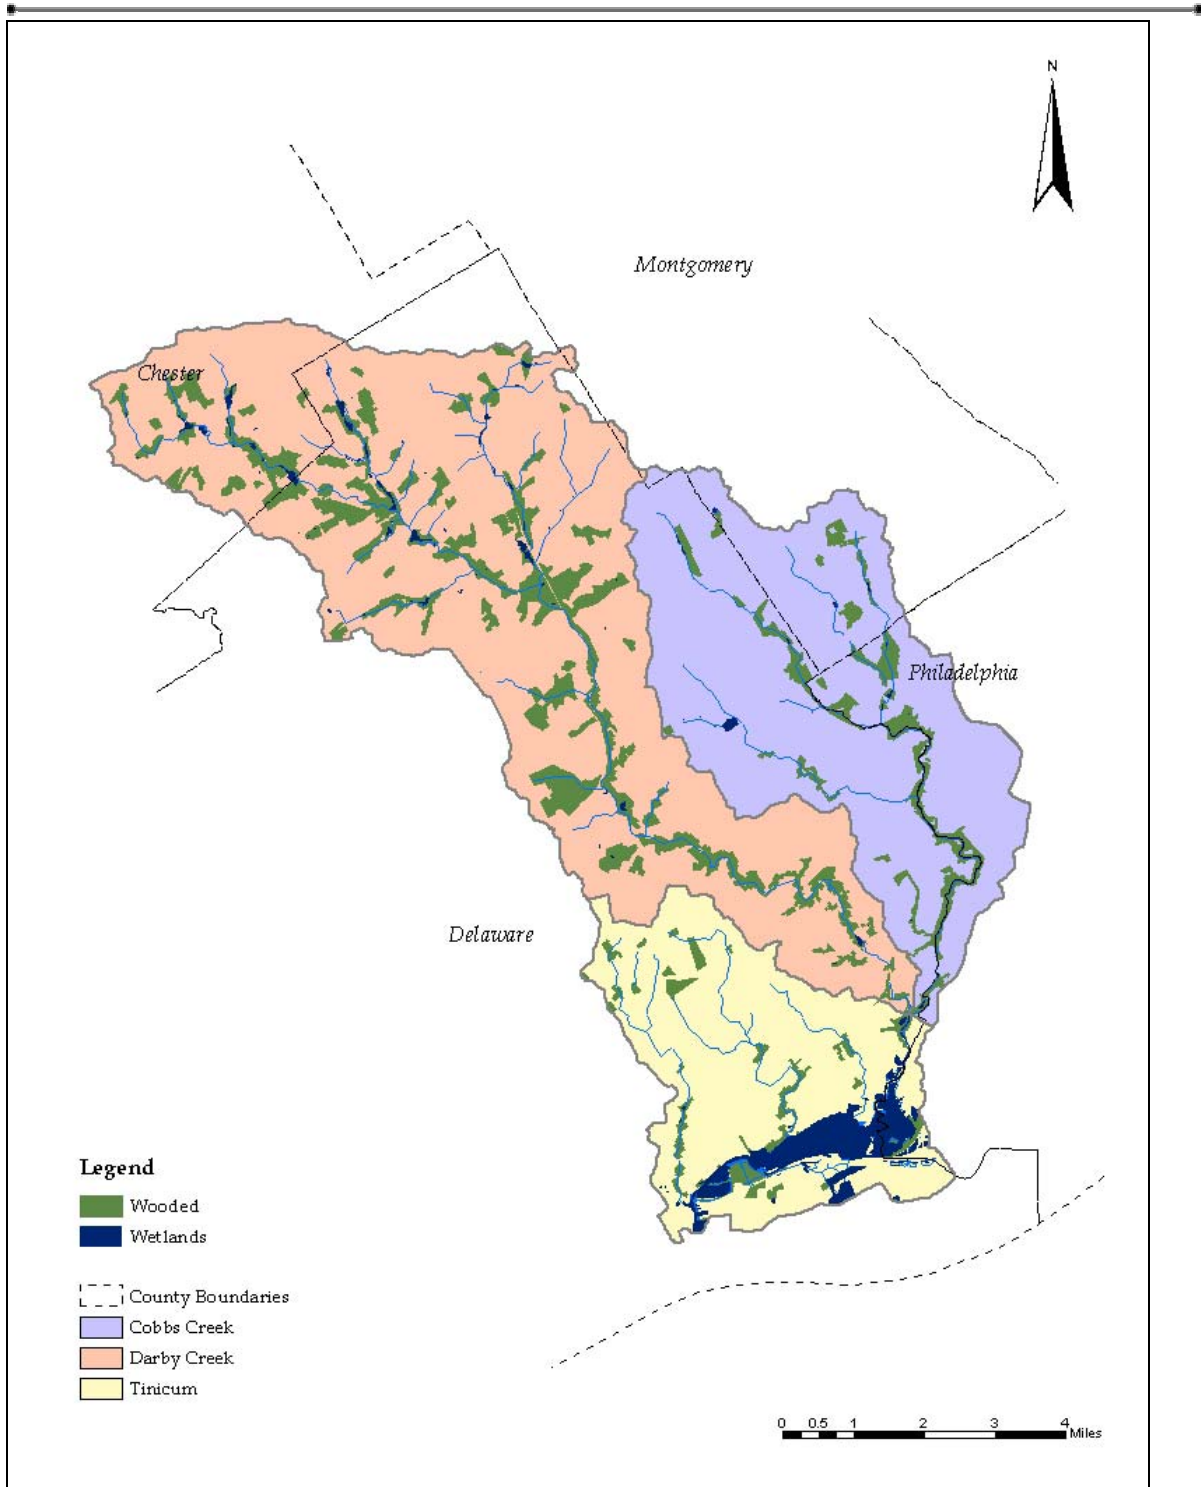 N
Montgomery
Chester
Philadelphia
Delaware
Legend
Wooded
Wetlands
County Boundaries
Cobbs Creek
Darby Creek
Tinicum
0 0.5 1 2 3 4
Miles